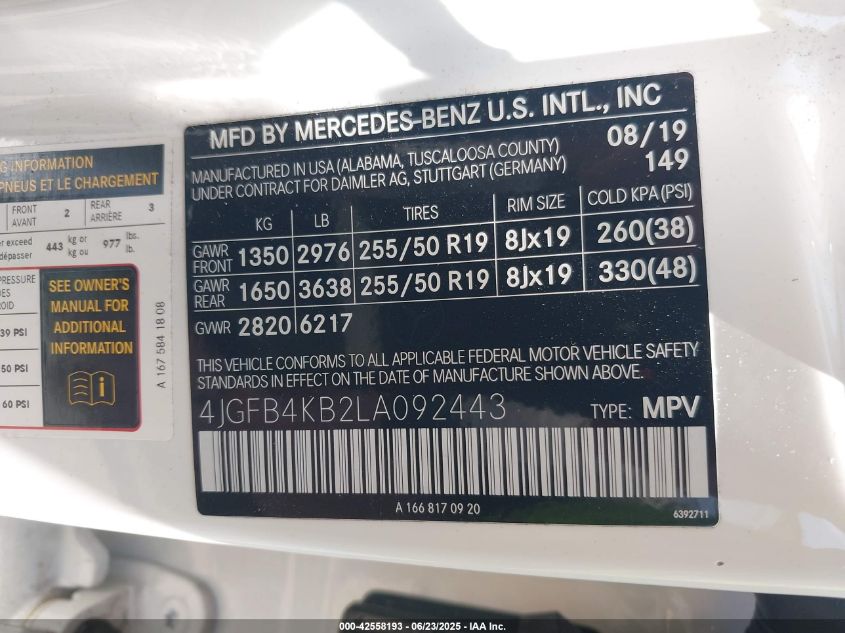 G INFORMATION
PNEUS ET LE CHARGEMENT
FRONT AVANT 2 REAR ARRIÈRE 3
er exceed dépasser 443 kg or kg ou 977 lbs. lb.
PRESSURE
39 PSI
50 PSI
60 PSI
SEE OWNER'S
MANUAL FOR
ADDITIONAL
INFORMATION
A 167 584 18 08
MFD BY MERCEDES-BENZ U.S. INTL., INC
MANUFACTURED IN USA (ALABAMA, TUSCALOOSA COUNTY) 08/19
UNDER CONTRACT FOR DAIMLER AG, STUTTGART (GERMANY) 149
KG LB TIRES RIM SIZE COLD KPA (PSI)
GAWR FRONT 1350 2976 255/50 R19 8Jx19 260(38)
GAWR REAR 1650 3638 255/50 R19 8Jx19 330(48)
GVWR 2820 6217
THIS VEHICLE CONFORMS TO ALL APPLICABLE FEDERAL MOTOR VEHICLE SAFETY
STANDARDS IN EFFECT ON THE DATE OF MANUFACTURE SHOWN ABOVE.
4JGFB4KB2LA092443 TYPE: MPV
A 166 817 09 20
6392711
000-42558193 - 06/23/2025 - IAA Inc.